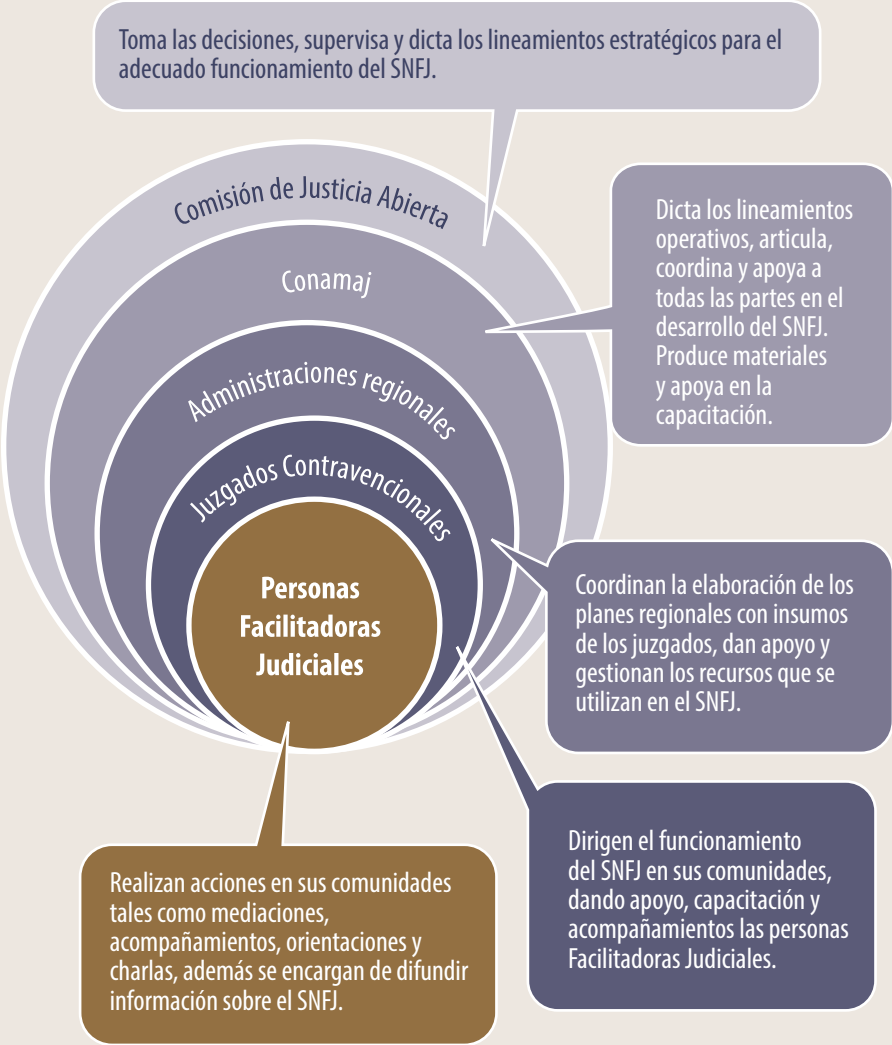 Toma las decisiones, supervisa y dicta los lineamientos estratégicos para el
adecuado funcionamiento del SNFJ.
Comisión de Justicia Abierta
Dicta los lineamientos
operativos, articula,
coordina y apoya a
todas las partes en el
desarrollo del SNFJ.
Produce materiales
y apoya en la
capacitación.
Conamaj
Administraciones regionales
Juzgados Contravencionales
Personas
Facilitadoras
Judiciales
Coordinan la elaboración de los
planes regionales con insumos
de los juzgados, dan apoyo y
gestionan los recursos que se
utilizan en el SNFJ.
Dirigen el funcionamiento
del SNFJ en sus comunidades,
dando apoyo, capacitación y
acompañamientos las personas
Facilitadoras Judiciales.
Realizan acciones en sus comunidades
tales como mediaciones,
acompañamientos, orientaciones y
charlas, además se encargan de difundir
información sobre el SNFJ.